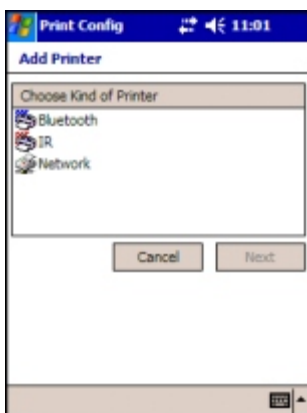 Print Config 11:01
Add Printer
Choose Kind of Printer
Bluetooth
IR
Network
Cancel Next